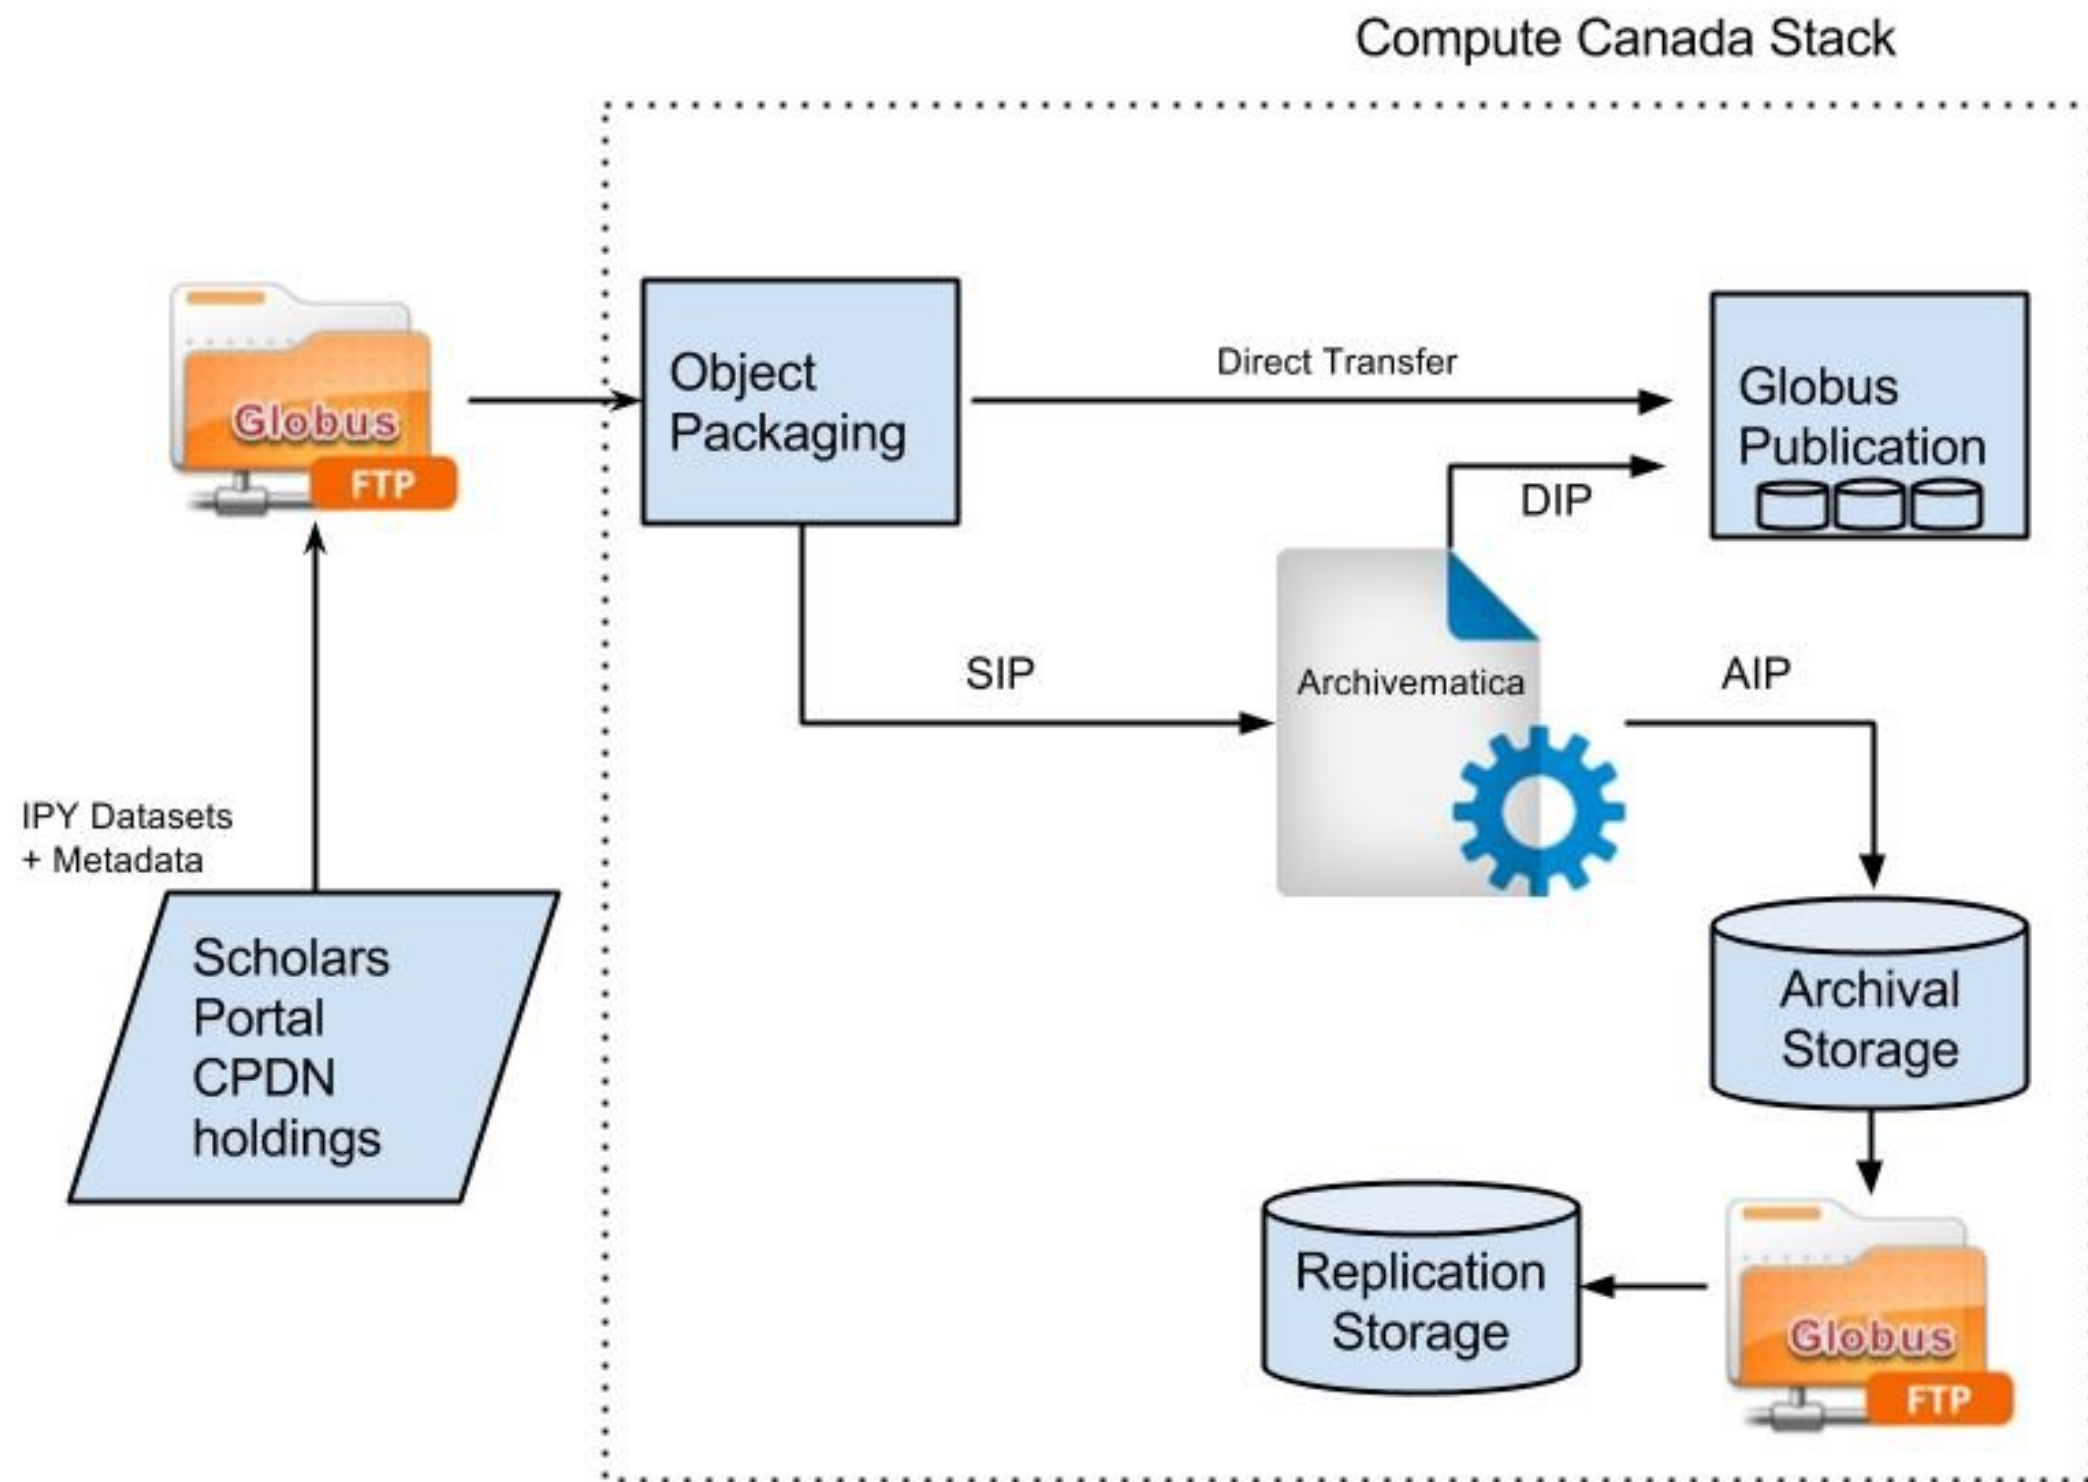 Compute Canada Stack
Globus
FTP
Object
Packaging
Direct Transfer
Globus
Publication
DIP
SIP
Archivematica
AIP
IPY Datasets
+ Metadata
Scholars
Portal
CPDN
holdings
Archival
Storage
Replication
Storage
Globus
FTP